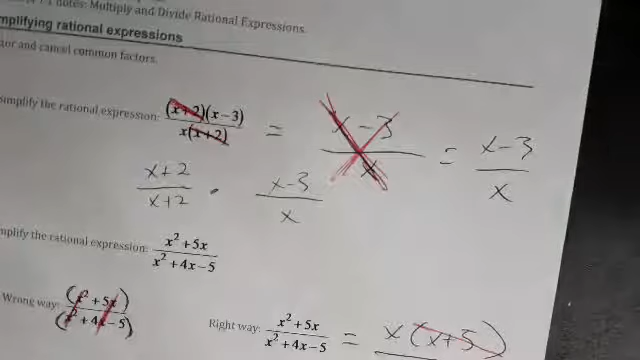 notes: Multiply and Divide Rational Expressions
mplifying rational expressions
tor and cancel common factors.
implify the rational expression: (x+2)(x−3)/x(x+2) = x−3/x = x−3/x
x+2/x+2 · x−3/x
mplify the rational expression: x²+5x/x²+4x−5
Wrong way: (x²+5x)/(x²+4x−5) Right way: x²+5x/x²+4x−5 = x(x+5)